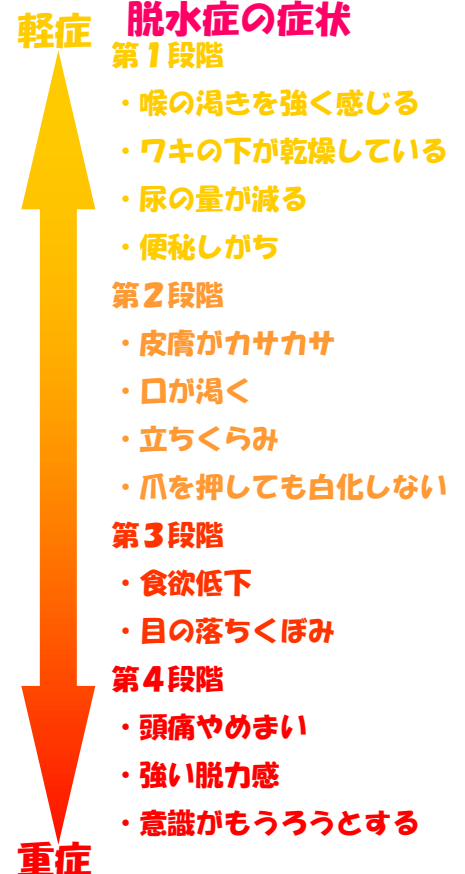 脱水症の症状
軽症
第１段階
・喉の渇きを強く感じる
・ワキの下が乾燥している
・尿の量が減る
・便秘しがち
第２段階
・皮膚がカサカサ
・口が渇く
・立ちくらみ
・爪を押しても白化しない
第３段階
・食欲低下
・目の落ちくぼみ
第４段階
・頭痛やめまい
・強い脱力感
・意識がもうろうとする
重症